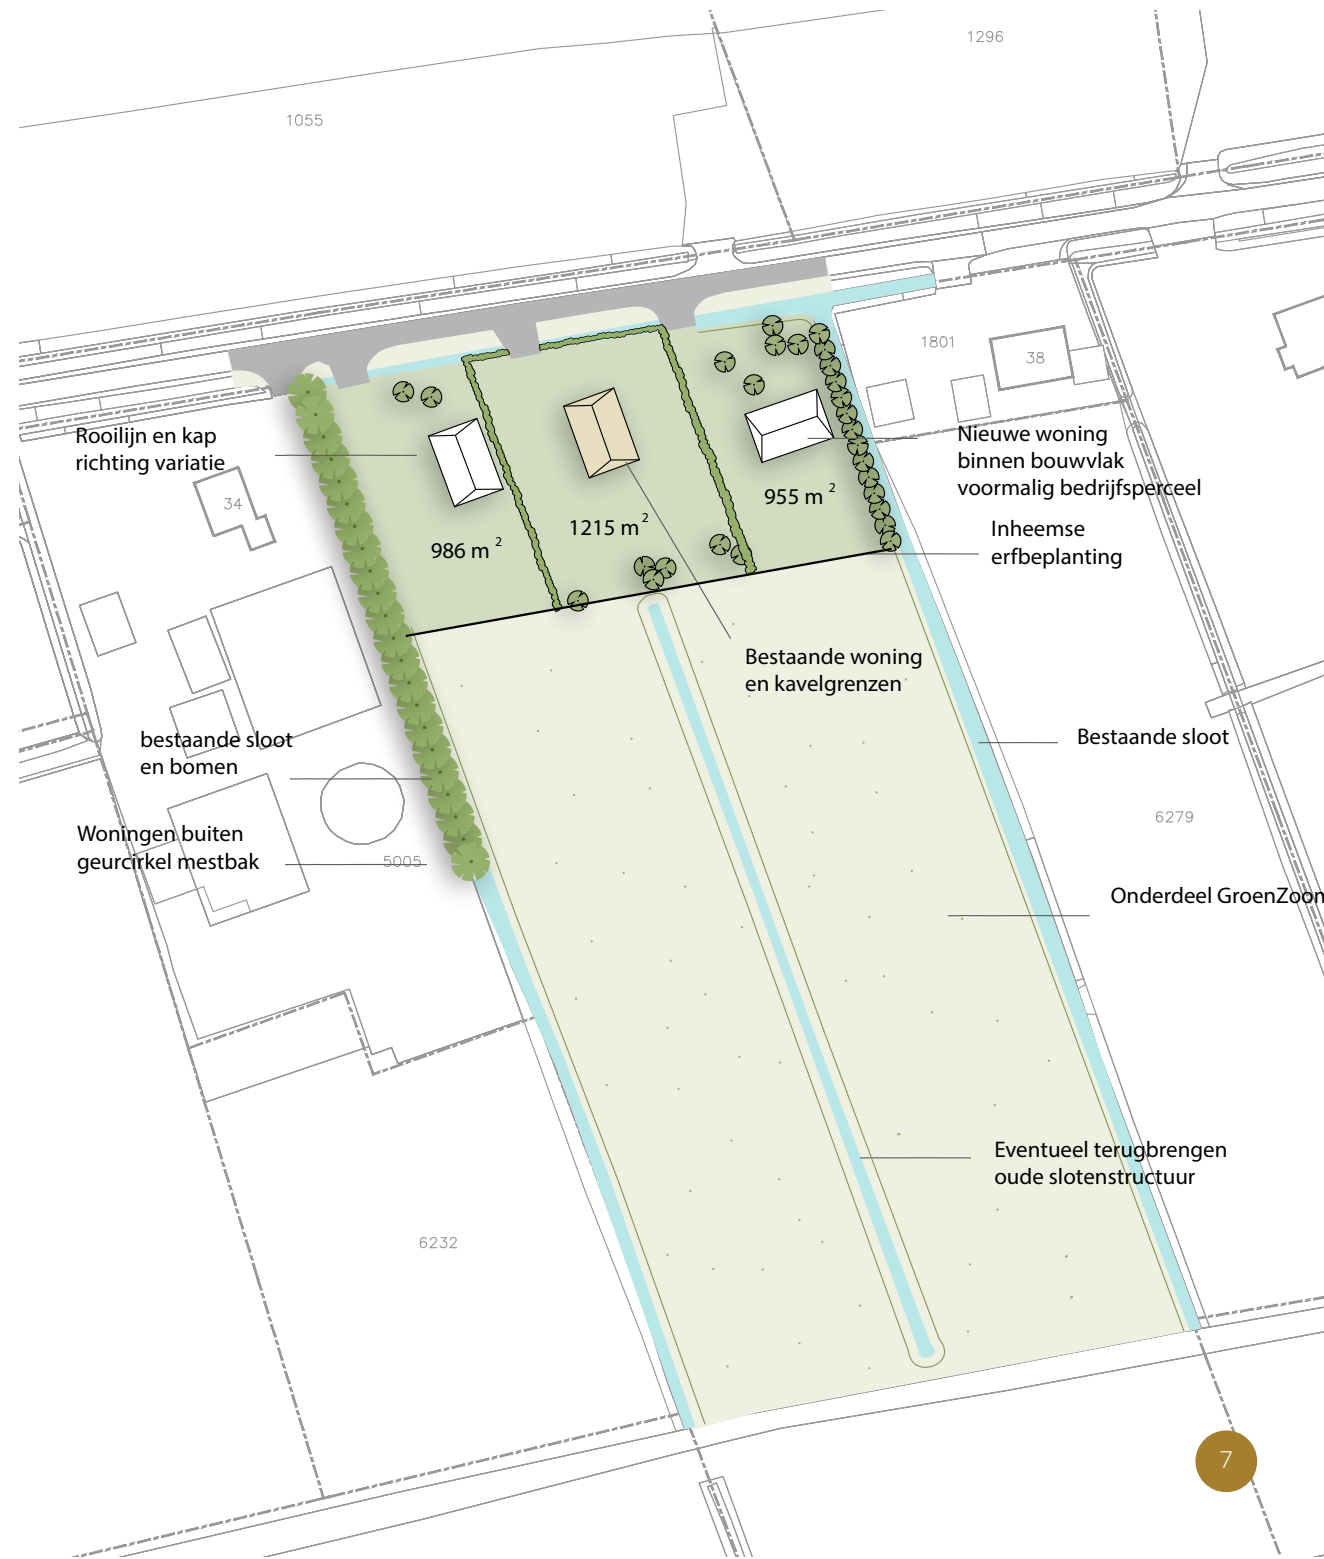 1296
1055
1801
38
Rooilijn en kap
richting variatie
34
Nieuwe woning
binnen bouwvlak
voormalig bedrijfsperceel
955 m 2
1215 m 2
986 m 2
Inheemse
erfbeplanting
Bestaande woning
en kavelgrenzen
bestaande sloot
en bomen
Bestaande sloot
Woningen buiten
geurcirkel mestbak
5005
6279
Onderdeel GroenZoom
Eventueel terugbrengen
oude slotenstructuur
6232
7